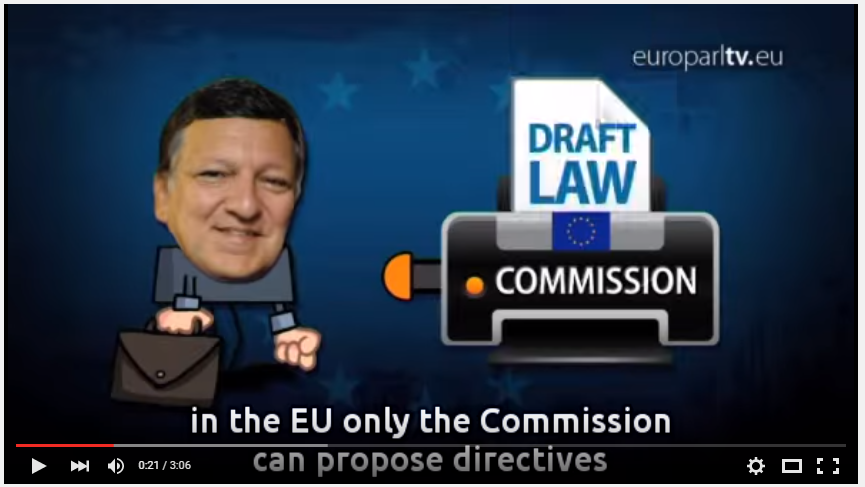 europarltv.eu
DRAFT
LAW
COMMISSION
in the EU only the Commission
can propose directives
0:21 / 3:06